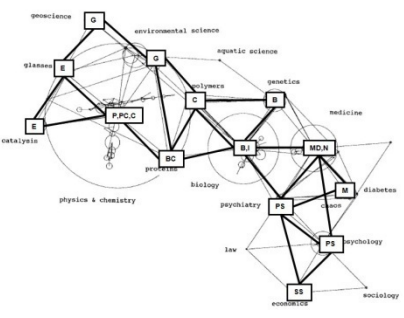 geoscience
G
environmental science
G
aquatic science
glasses
E
polymers
genetics
C
B
P,PC,C
medicine
E
catalysis
BC
B,I
MD,N
proteins
biology
M
diabetes
physics & chemistry
psychiatry
PS
chaos
law
PS
psychology
SS
economics
sociology